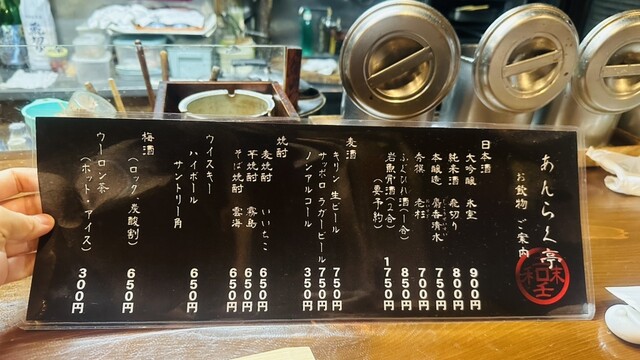 あんらく亭
お飲物 ご案内
日本酒
大吟醸 氷室 900円
純米酒 飛切り 800円
本醸造 廣香清水 750円
今撰 老杉 700円
ふぐひれ酒(1合) 850円
岩魚骨酒(2合) 1750円
(要予約)
麦酒
キリン 生ビール 750円
サッポロ ラガービール 750円
ノンアルコール 350円
焼酎
麦焼酎 いいちこ 650円
芋焼酎 霧島 650円
そば焼酎 雲海 650円
ウイスキー
ハイボール
サントリー角 650円
梅酒
(ロック・炭酸割) 650円
ウーロン茶
(ホット・アイス) 300円